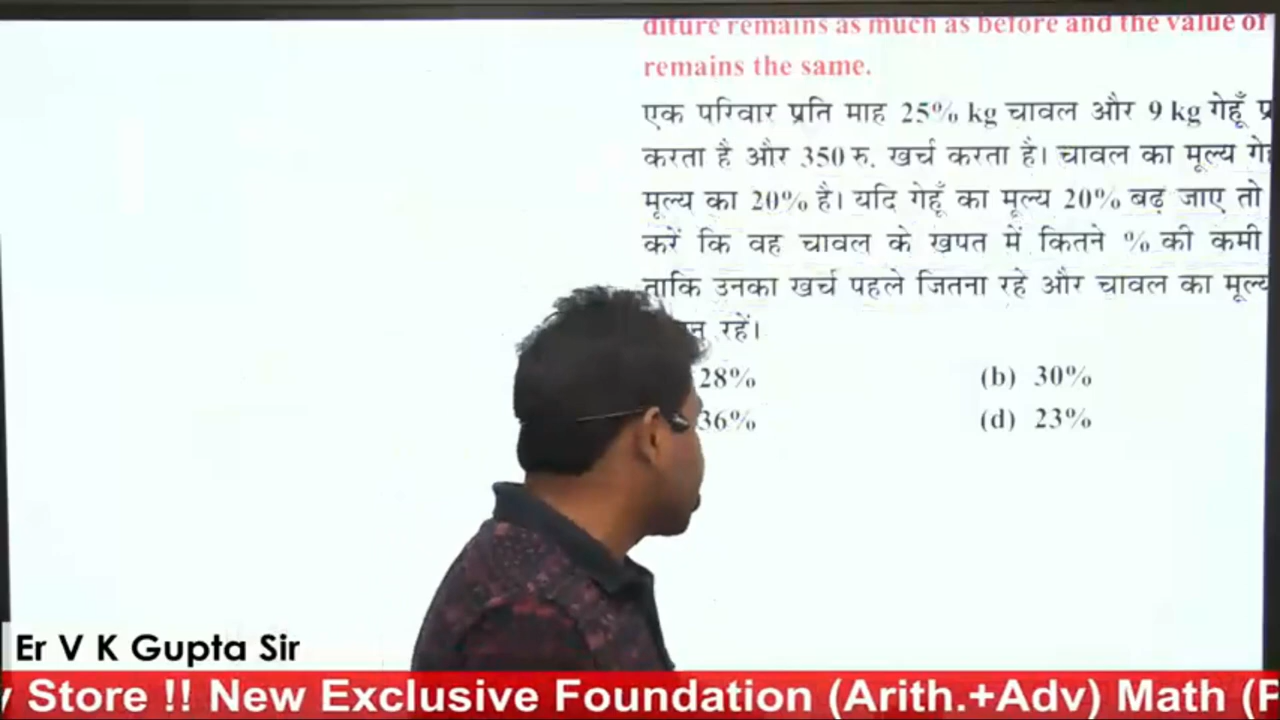 diture remains as much as before and the value of
remains the same.
एक परिवार प्रति माह 25% kg चावल और 9 kg गेहूँ
करता है और 350 रु. खर्च करता है। चावल का मूल्य
मूल्य का 20% है। यदि गेहूँ का मूल्य 20% बढ़ जाए तो
करें कि वह चावल के खपत में कितने % की कमी
ताकि उनका खर्च पहले जितना रहे और चावल का मूल्य
रहें।
28% (b) 30%
36% (d) 23%
Er V K Gupta Sir
Store !! New Exclusive Foundation (Arith.+Adv) Math